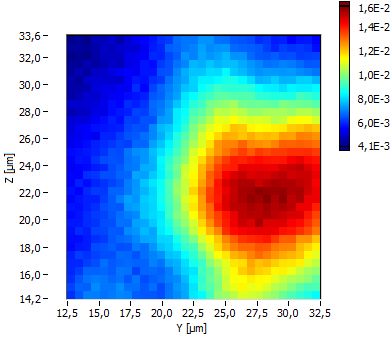 33,6
32,0
30,0
28,0
26,0
24,0
22,0
20,0
18,0
16,0
14,2
Z [µm]
12,5
15,0
17,5
20,0
22,5
25,0
27,5
30,0
32,5
Y [µm]
1,6E-2
1,4E-2
1,2E-2
1,0E-2
8,0E-3
6,0E-3
4,1E-3